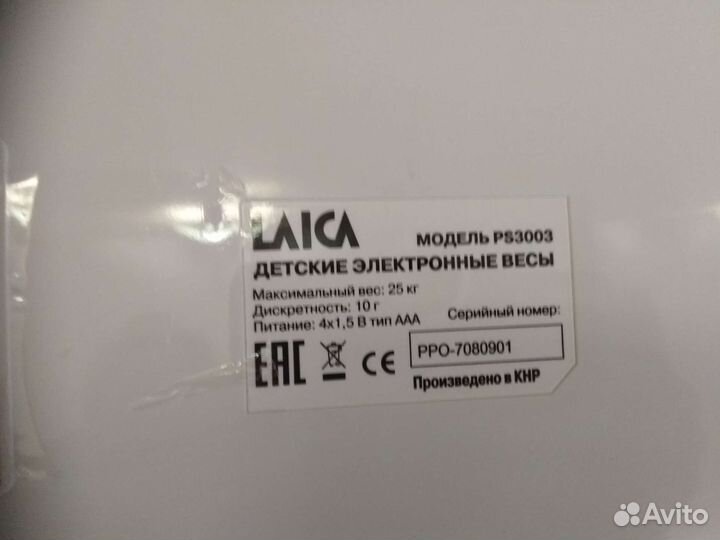 LAICA
МОДЕЛЬ PS3003
ДЕТСКИЕ ЭЛЕКТРОННЫЕ ВЕСЫ
Максимальный вес: 25 кг
Дискретность: 10 г
Питание: 4x1,5 В тип ААА
Серийный номер:
PPO-7080901
EAC
CE
Произведено в КНР
Avito